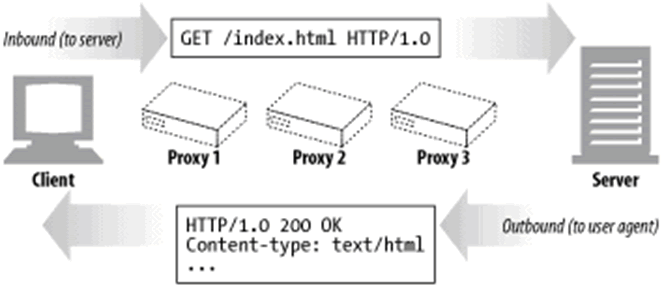 Inbound (to server)
GET /index.html HTTP/1.0
Proxy 1
Proxy 2
Proxy 3
Client
Server
HTTP/1.0 200 OK
Content-type: text/html
...
Outbound (to user agent)